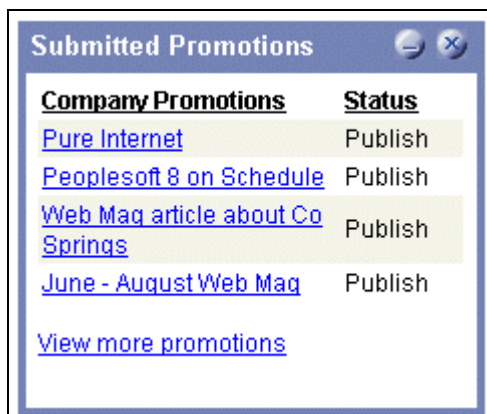 Submitted Promotions
Company Promotions Status
Pure Internet Publish
Peoplesoft 8 on Schedule Publish
Web Mag article about Co
Springs Publish
June - August Web Mag Publish
View more promotions